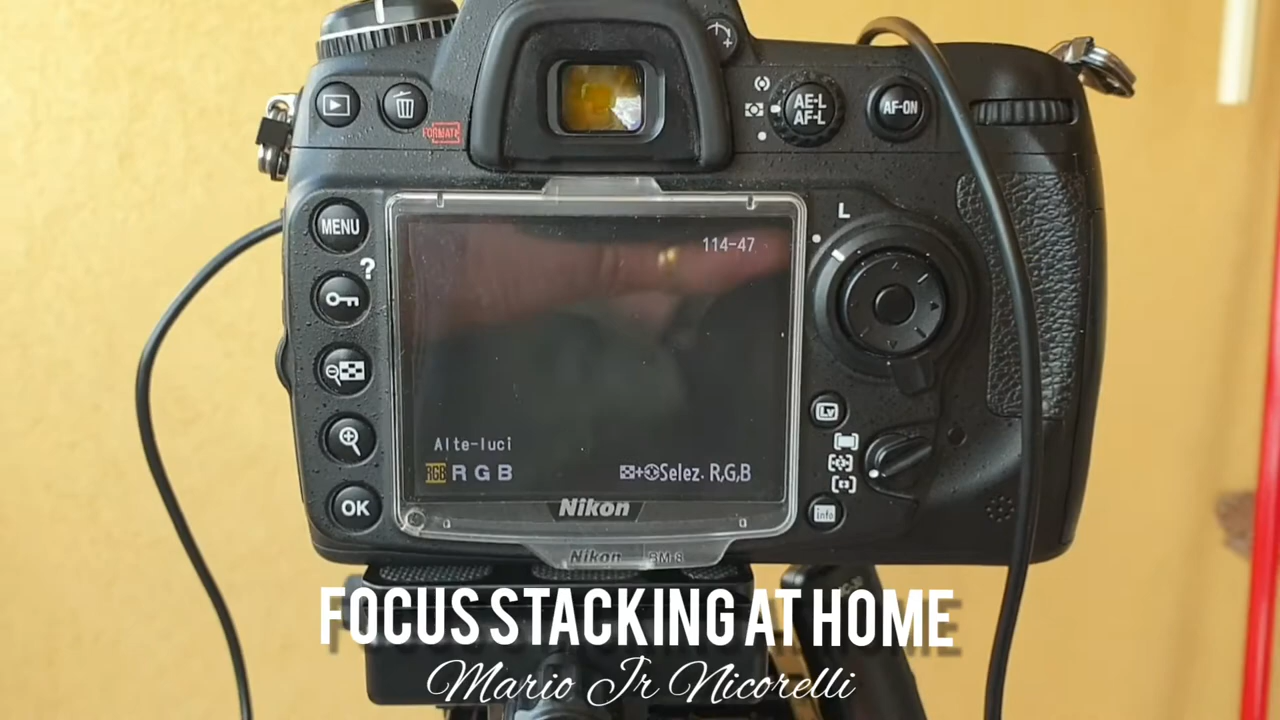 FORMAT
AE-L
AF-L
AF-ON
MENU
?
L
114-47
Alte-luci
RGB R G B
Selez. R,G,B
Lv
OK
info
Nikon
Nikon BM-8
FOCUS STACKING AT HOME
Mario Jr Nicorelli